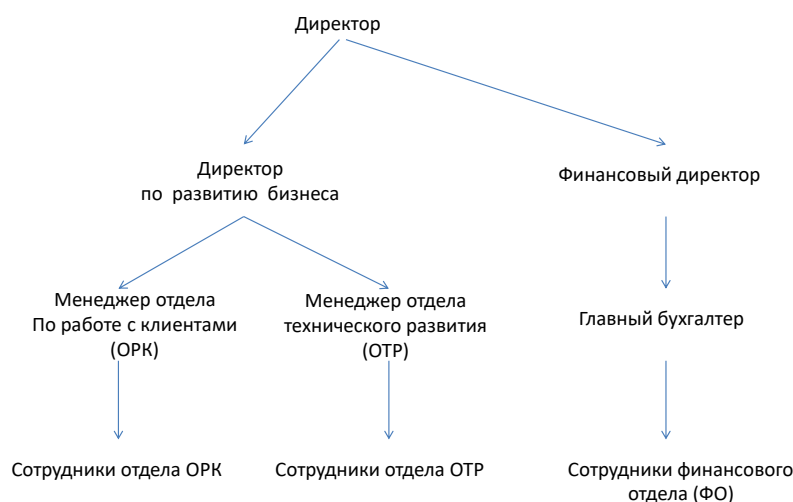 Директор
Директор
по развитию бизнеса
Финансовый директор
Менеджер отдела
По работе с клиентами
(ОРК)
Менеджер отдела
технического развития
(ОТР)
Главный бухгалтер
Сотрудники отдела ОРК
Сотрудники отдела ОТР
Сотрудники финансового
отдела (ФО)